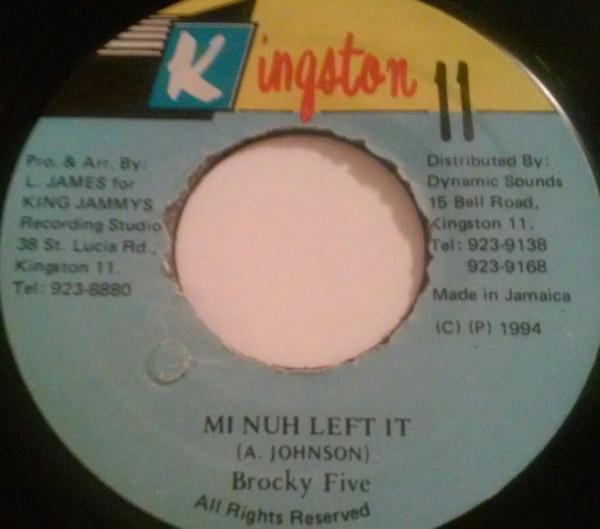 Kingston 11
Pro. & Arr. By:
L. JAMES for
KING JAMMYS
Recording Studio
38 St. Lucia Rd.,
Kingston 11.
Tel: 923-8880
Distributed By:
Dynamic Sounds
15 Bell Road,
Kingston 11.
Tel: 923-9138
923-9168
Made in Jamaica
(C) (P) 1994
MI NUH LEFT IT
(A. JOHNSON)
Brocky Five
All Rights Reserved